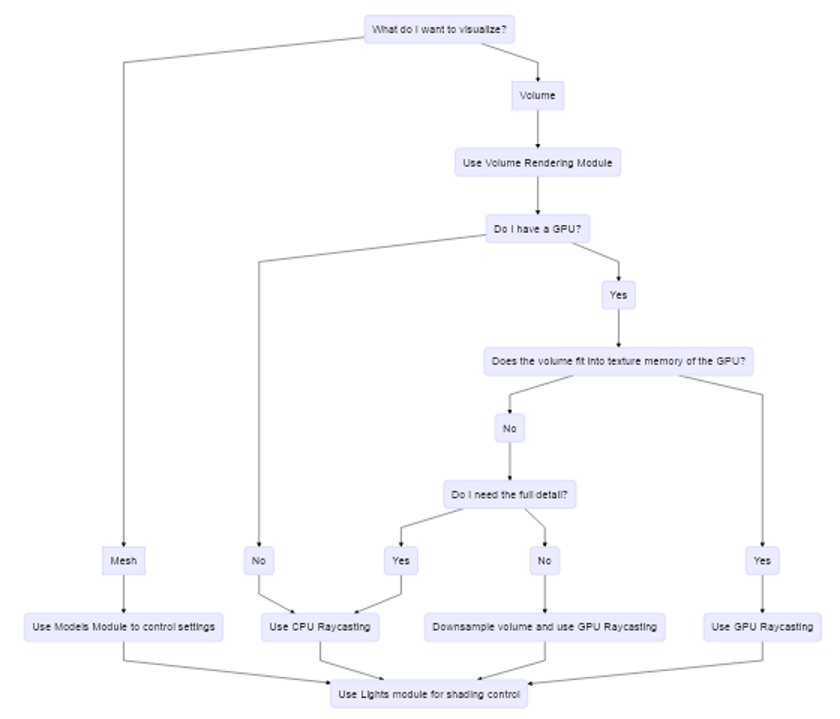 What do I want to visualize?
Volume
Use Volume Rendering Module
Do I have a GPU?
Yes
Does the volume fit into texture memory of the GPU?
No
Do I need the full detail?
Mesh
No
Yes
No
Yes
Use Models Module to control settings
Use CPU Raycasting
Downsample volume and use GPU Raycasting
Use GPU Raycasting
Use Lights module for shading control